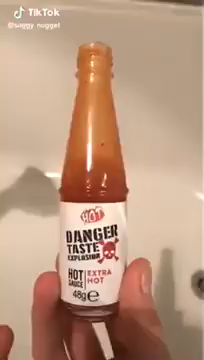 TikTok
@sunny_nugget
HOT
DANGER
TASTE
EXPLOSION
HOT
SAUCE
EXTRA
HOT
48g℮